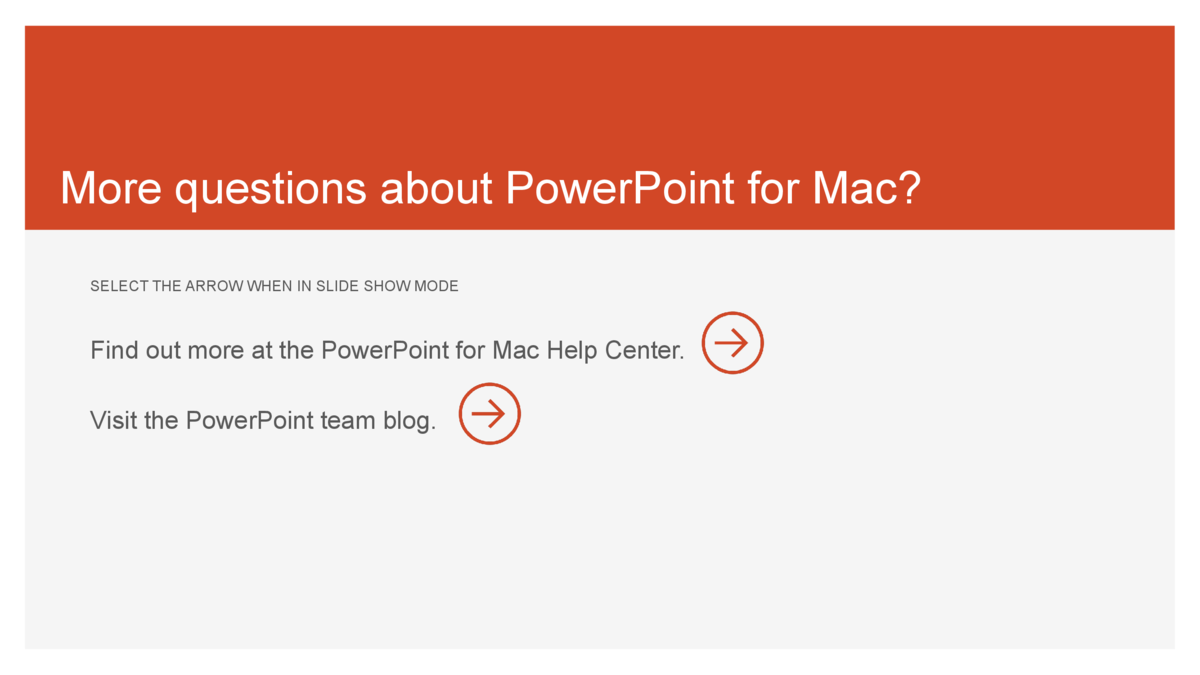 More questions about PowerPoint for Mac?
SELECT THE ARROW WHEN IN SLIDE SHOW MODE
Find out more at the PowerPoint for Mac Help Center.
Visit the PowerPoint team blog.